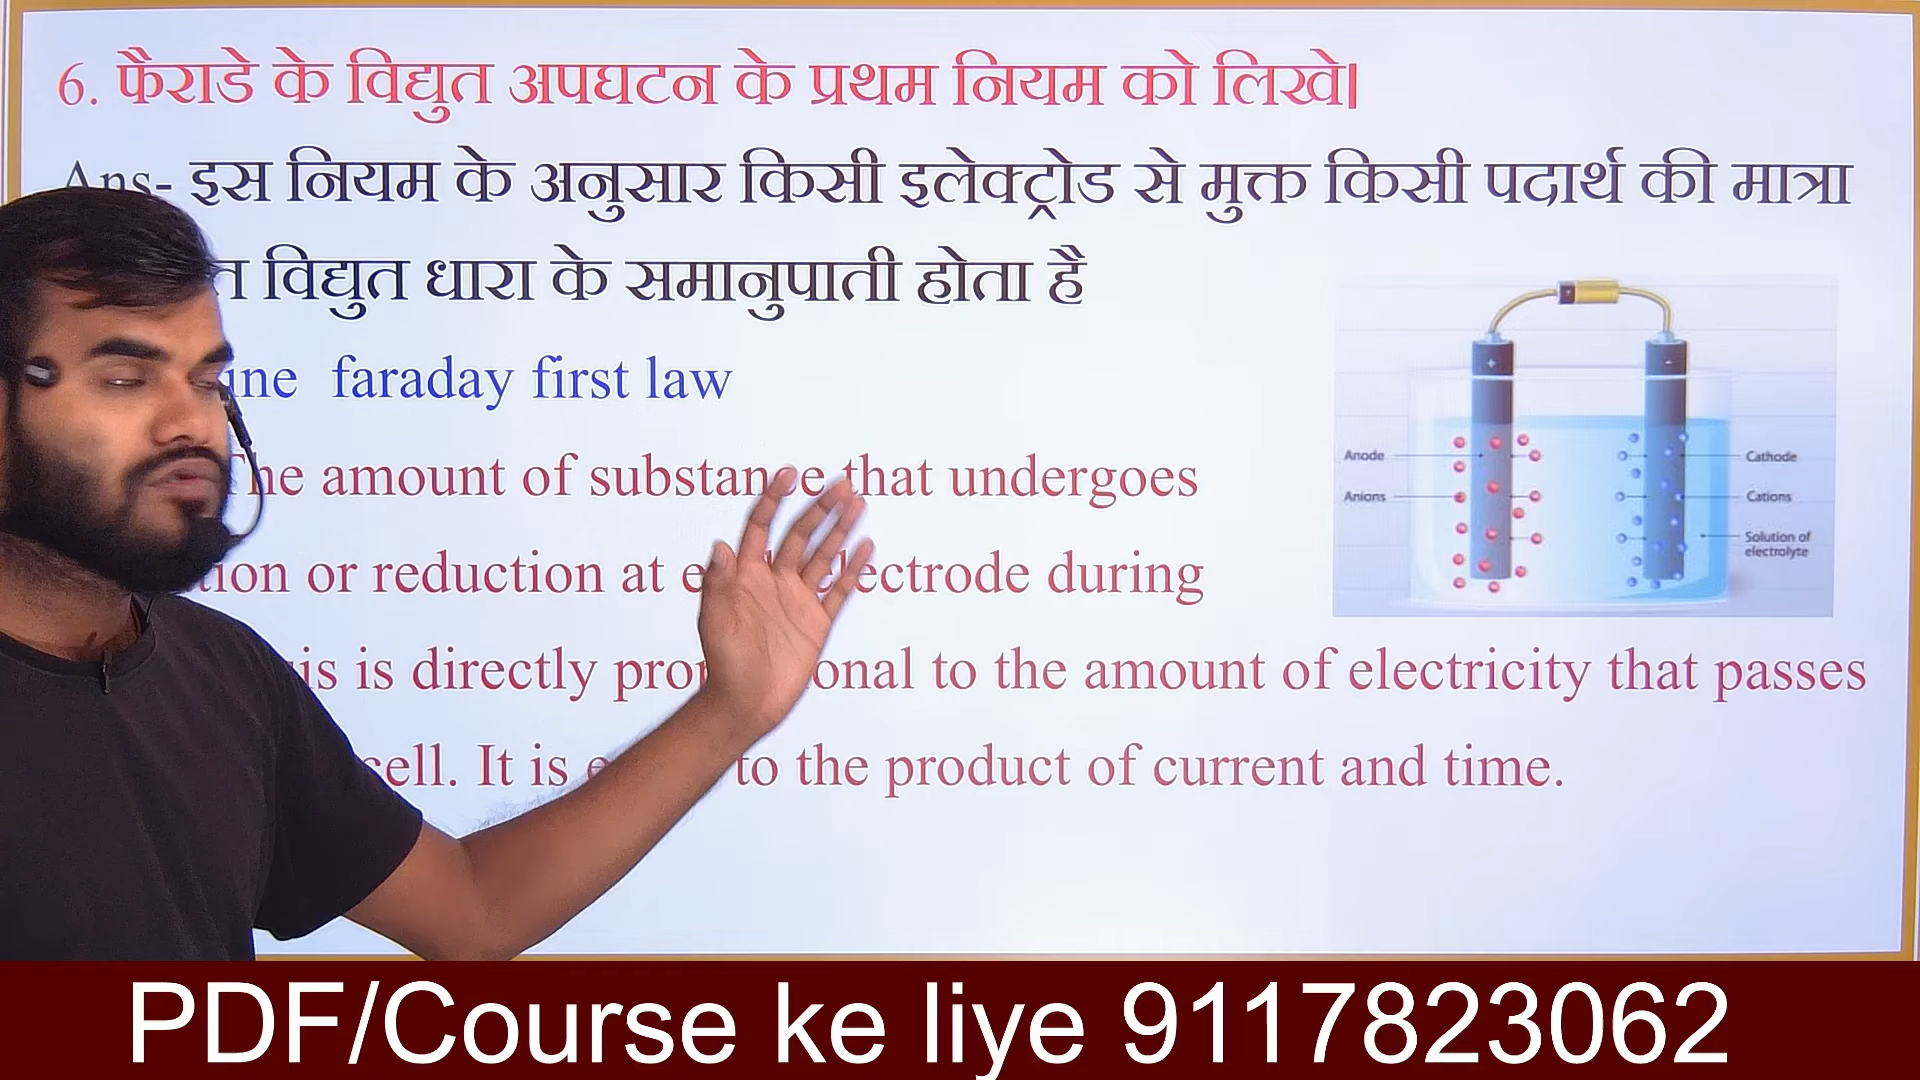 6. फैराडे के विद्युत अपघटन के प्रथम नियम को लिखे।
Ans- इस नियम के अनुसार किसी इलेक्ट्रोड से मुक्त किसी पदार्थ की मात्रा
विद्युत धारा के समानुपाती होता है
faraday first law
The amount of substance that undergoes
or reduction at electrode during
is directly to the amount of electricity that passes
cell. It is to the product of current and time.
Anode
Anions
+
-
Cathode
Cations
Solution of
electrolyte
PDF/Course ke liye 9117823062